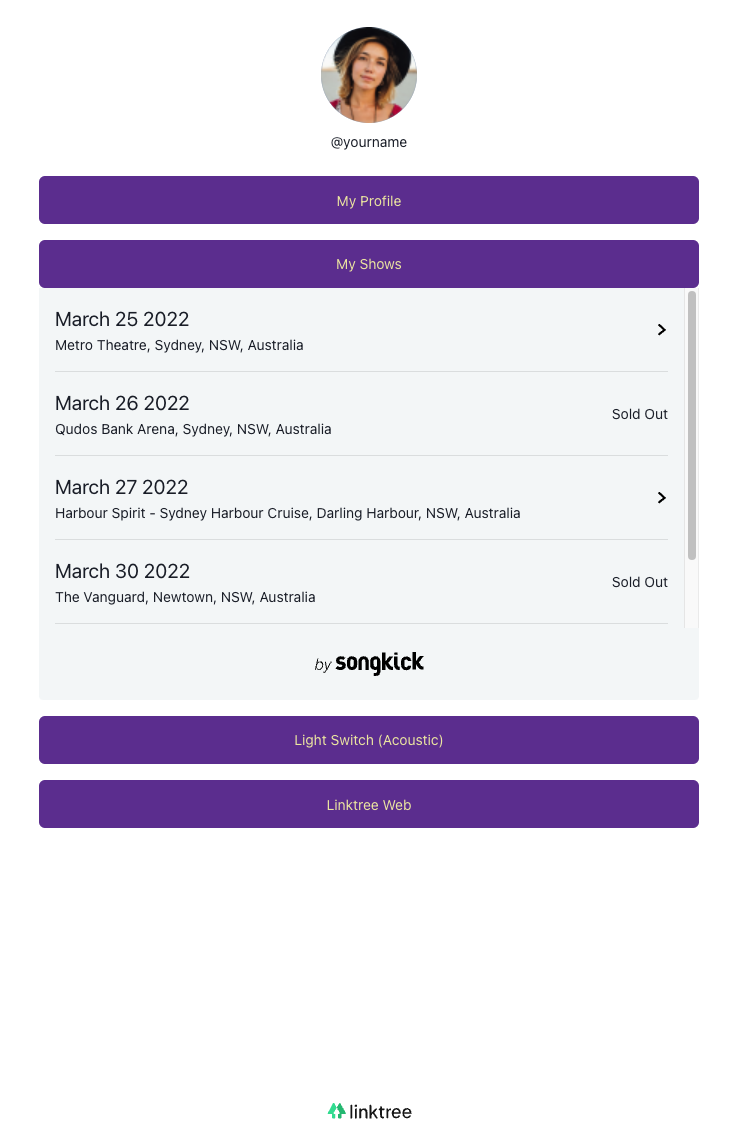 @yourname
My Profile
My Shows
March 25 2022
Metro Theatre, Sydney, NSW, Australia
March 26 2022
Sold Out
Qudos Bank Arena, Sydney, NSW, Australia
March 27 2022
Harbour Spirit - Sydney Harbour Cruise, Darling Harbour, NSW, Australia
March 30 2022
Sold Out
The Vanguard, Newtown, NSW, Australia
by songkick
Light Switch (Acoustic)
Linktree Web
linktree